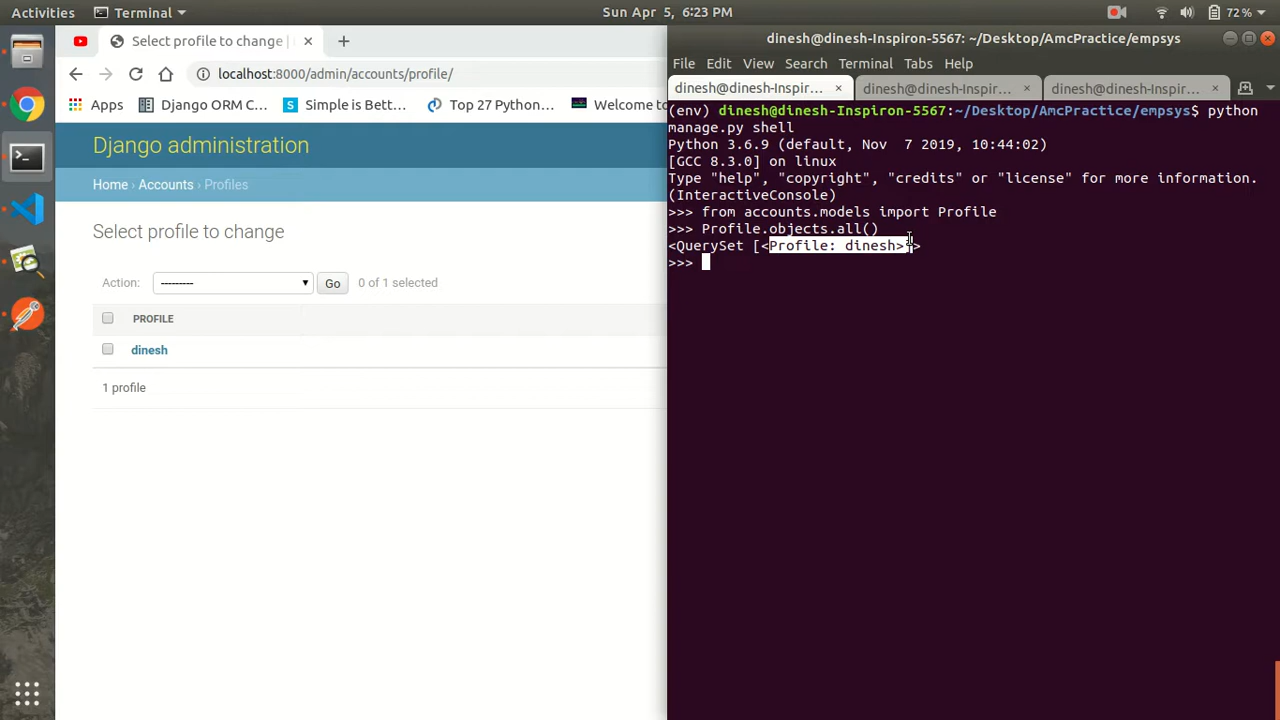 Activities
Terminal
Sun Apr 5, 6:23 PM
72%
Select profile to change |
localhost:8000/admin/accounts/profile/
Apps
Django ORM C...
Simple is Bett...
Top 27 Python...
Welcome to
Django administration
Home › Accounts › Profiles
Select profile to change
Action:
---------
Go
0 of 1 selected
PROFILE
dinesh
1 profile
dinesh@dinesh-Inspiron-5567: ~/Desktop/AmcPractice/empsys
File Edit View Search Terminal Tabs Help
dinesh@dinesh-Inspir...
dinesh@dinesh-Inspir...
dinesh@dinesh-Inspir...
(env) dinesh@dinesh-Inspiron-5567:~/Desktop/AmcPractice/empsys$ python
manage.py shell
Python 3.6.9 (default, Nov  7 2019, 10:44:02)
[GCC 8.3.0] on linux
Type "help", "copyright", "credits" or "license" for more information.
(InteractiveConsole)
>>> from accounts.models import Profile
>>> Profile.objects.all()
<QuerySet [<Profile: dinesh>]>
>>>